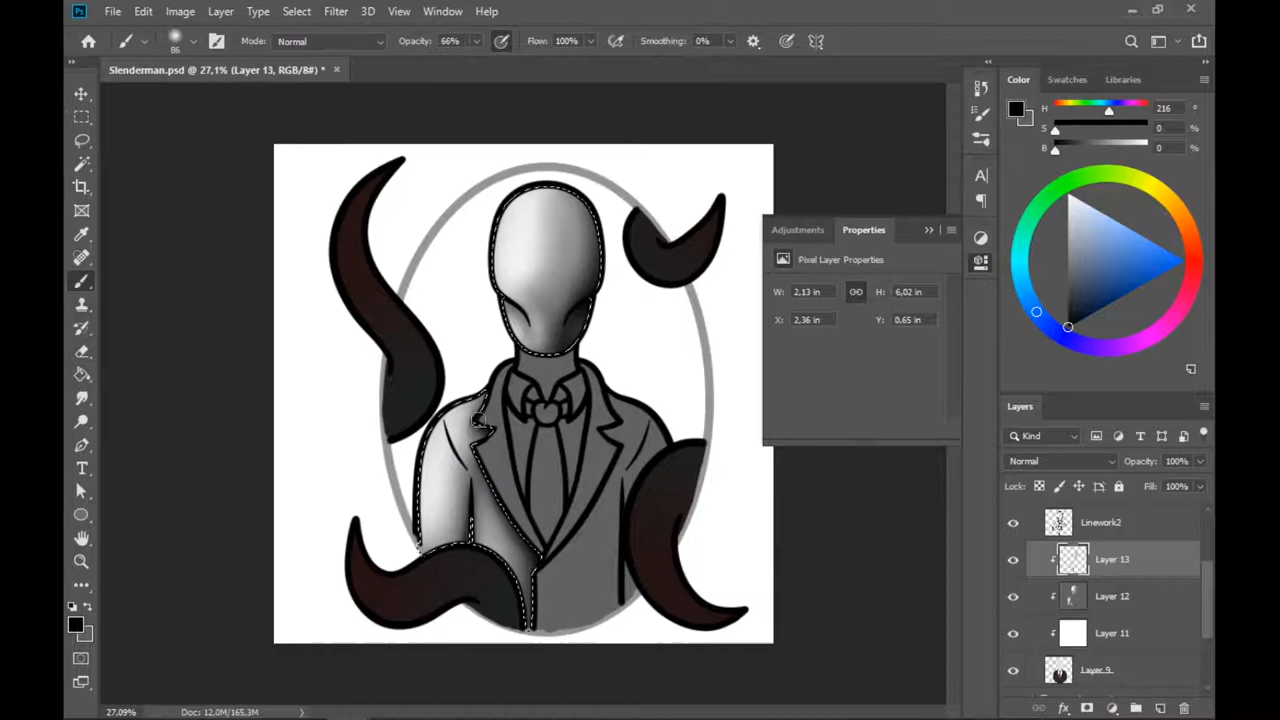 Ps File Edit Image Layer Type Select Filter 3D View Window Help
86 Mode: Normal Opacity: 66% Flow: 100% Smoothing: 0%
Slenderman.psd @ 27,1% (Layer 13, RGB/8#) *
Color Swatches Libraries
H 216 °
S 0 %
B 0 %
Adjustments Properties
Pixel Layer Properties
W: 2,13 in H: 6,02 in
X: 2,36 in Y: 0,65 in
Layers
Kind
Normal Opacity: 100%
Lock: Fill: 100%
Linework2
Layer 13
Layer 12
Layer 11
Layer 9
27,09% Doc: 12,0M/165,3M